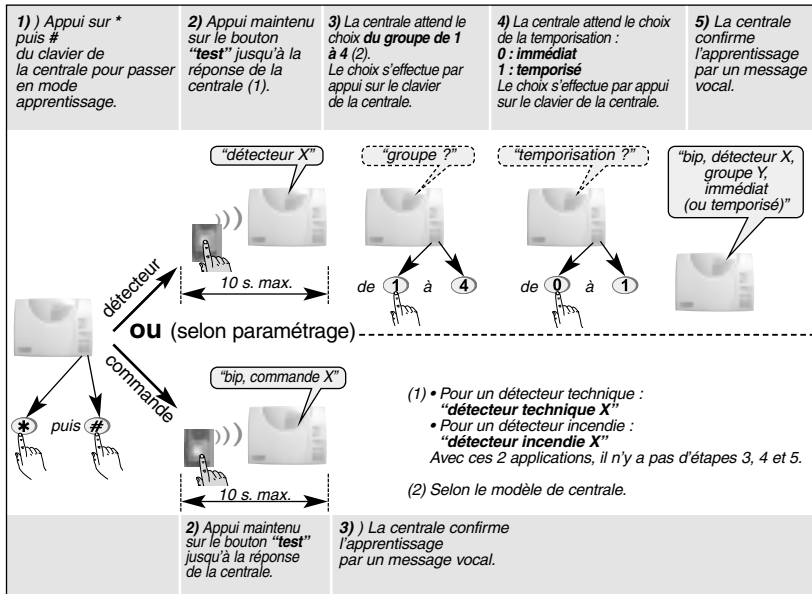 1) ) Appui sur *
puis #
du clavier de
la centrale pour passer
en mode
apprentissage.
2) Appui maintenu
sur le bouton
“test” jusqu’à la
réponse de la
centrale (1).
3) La centrale attend le
choix du groupe de 1
à 4 (2).
Le choix s’effectue par
appui sur le clavier
de la centrale.
4) La centrale attend le choix
de la temporisation :
0 : immédiat
1 : temporisé
Le choix s’effectue par appui
sur le clavier de la centrale.
5) La centrale
confirme
l’apprentissage
par un message
vocal.
“détecteur X”
“groupe ?”
“temporisation ?”
“bip, détecteur X,
groupe Y,
immédiat
(ou temporisé)”
détecteur
10 s. max.
de 1 à 4
de 0 à 1
ou (selon paramétrage)
commande
“bip, commande X”
* puis #
10 s. max.
(1) • Pour un détecteur technique :
“détecteur technique X”
• Pour un détecteur incendie :
“détecteur incendie X”
Avec ces 2 applications, il n’y a pas d’étapes 3, 4 et 5.
(2) Selon le modèle de centrale.
2) Appui maintenu
sur le bouton “test”
jusqu’à la réponse
de la centrale.
3) ) La centrale confirme
l’apprentissage
par un message vocal.